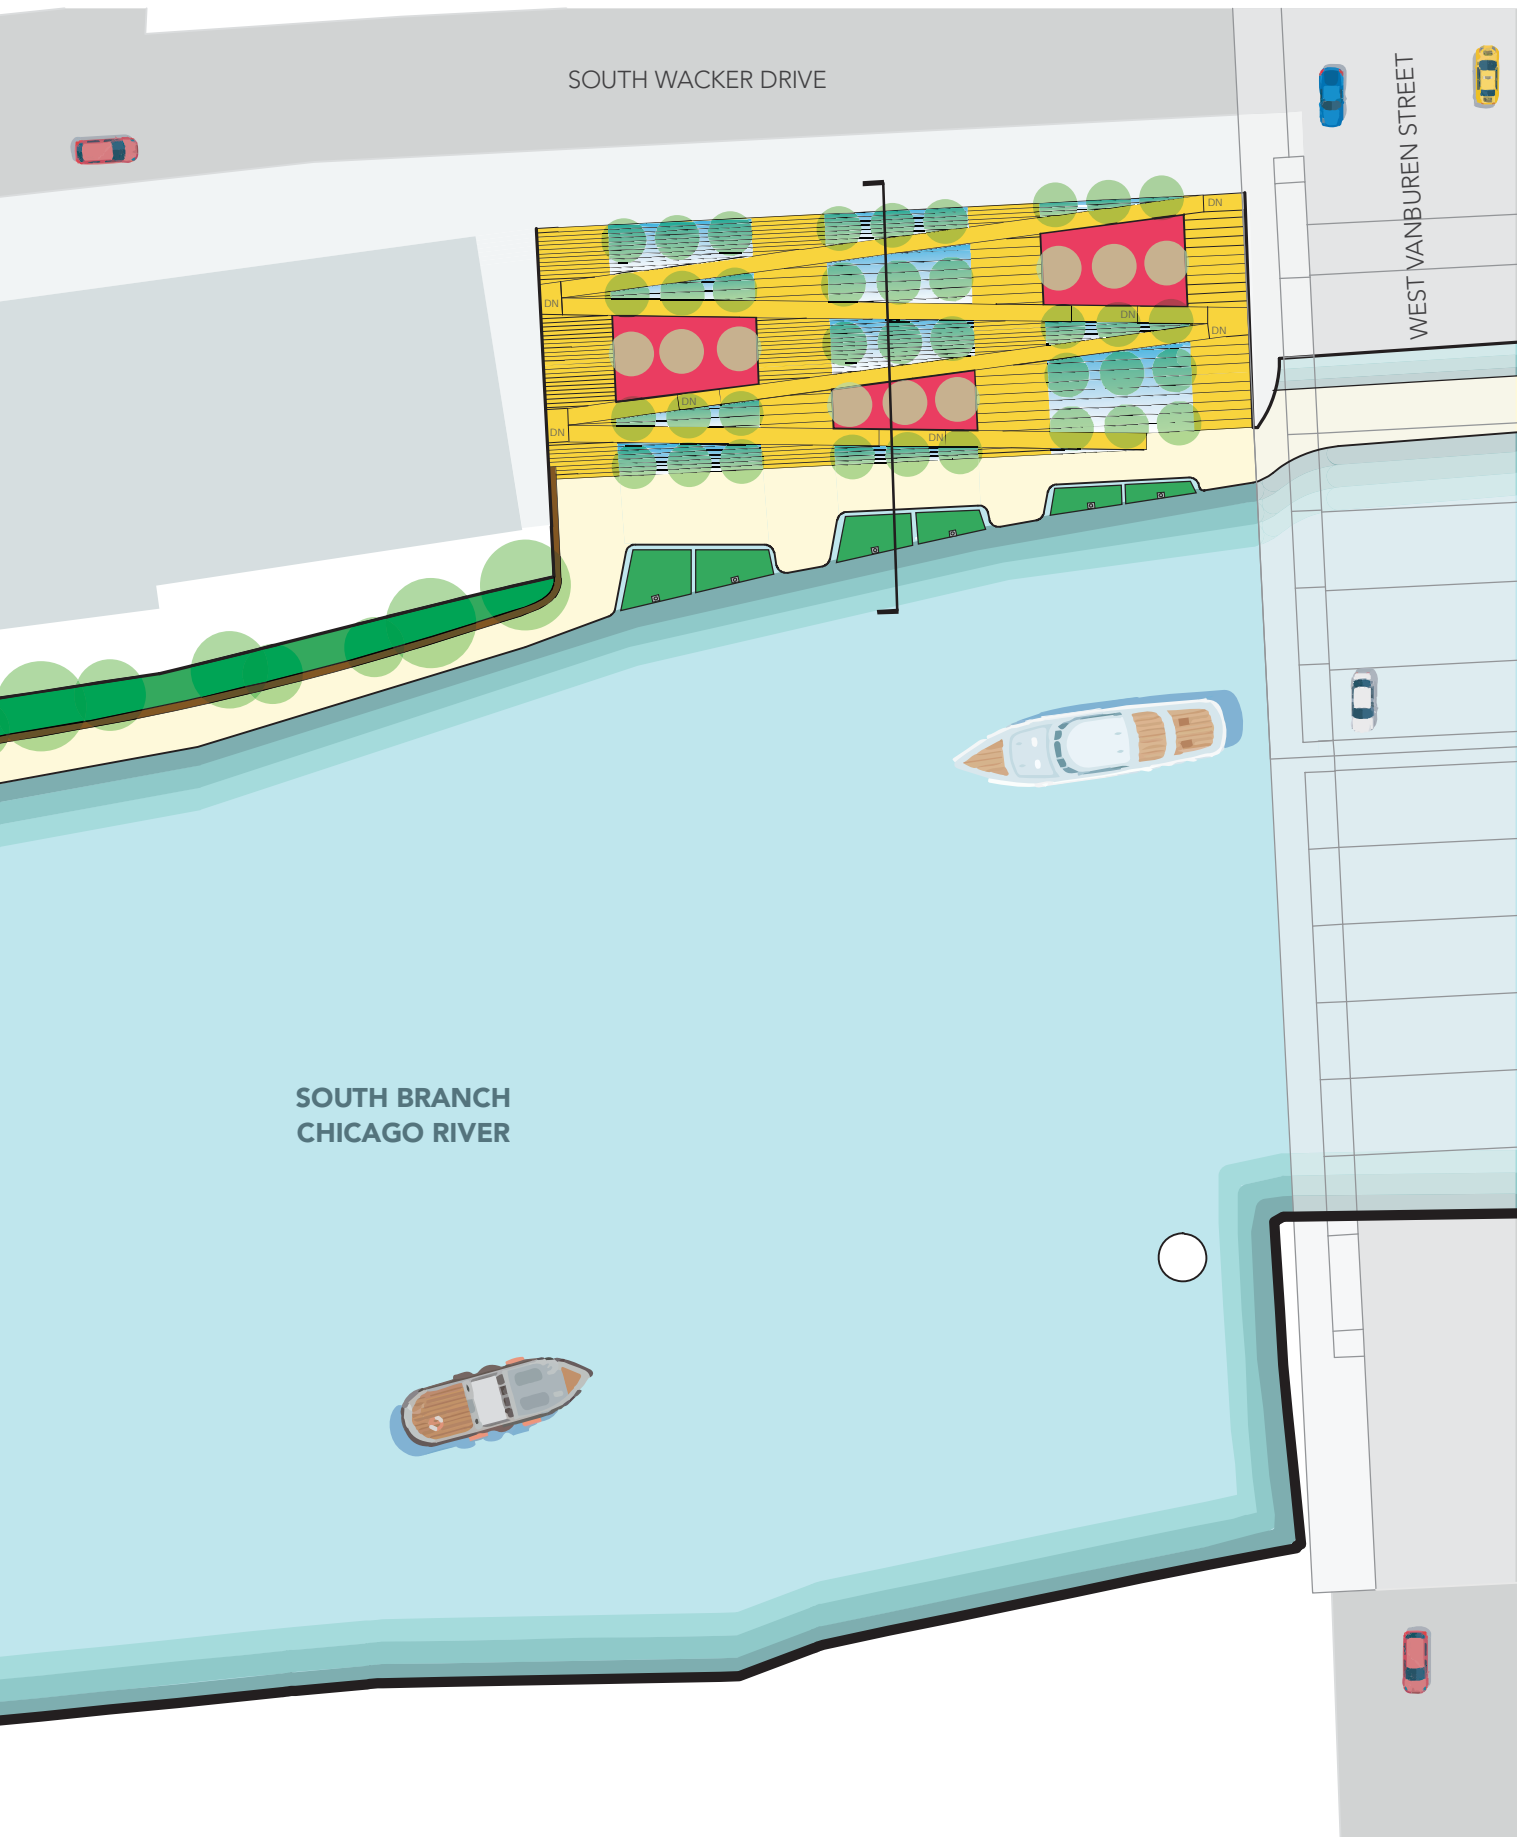 SOUTH WACKER DRIVE
WEST VANBUREN STREET
DN
DN
DN
DN
DN
DN
DN
SOUTH BRANCH
CHICAGO RIVER